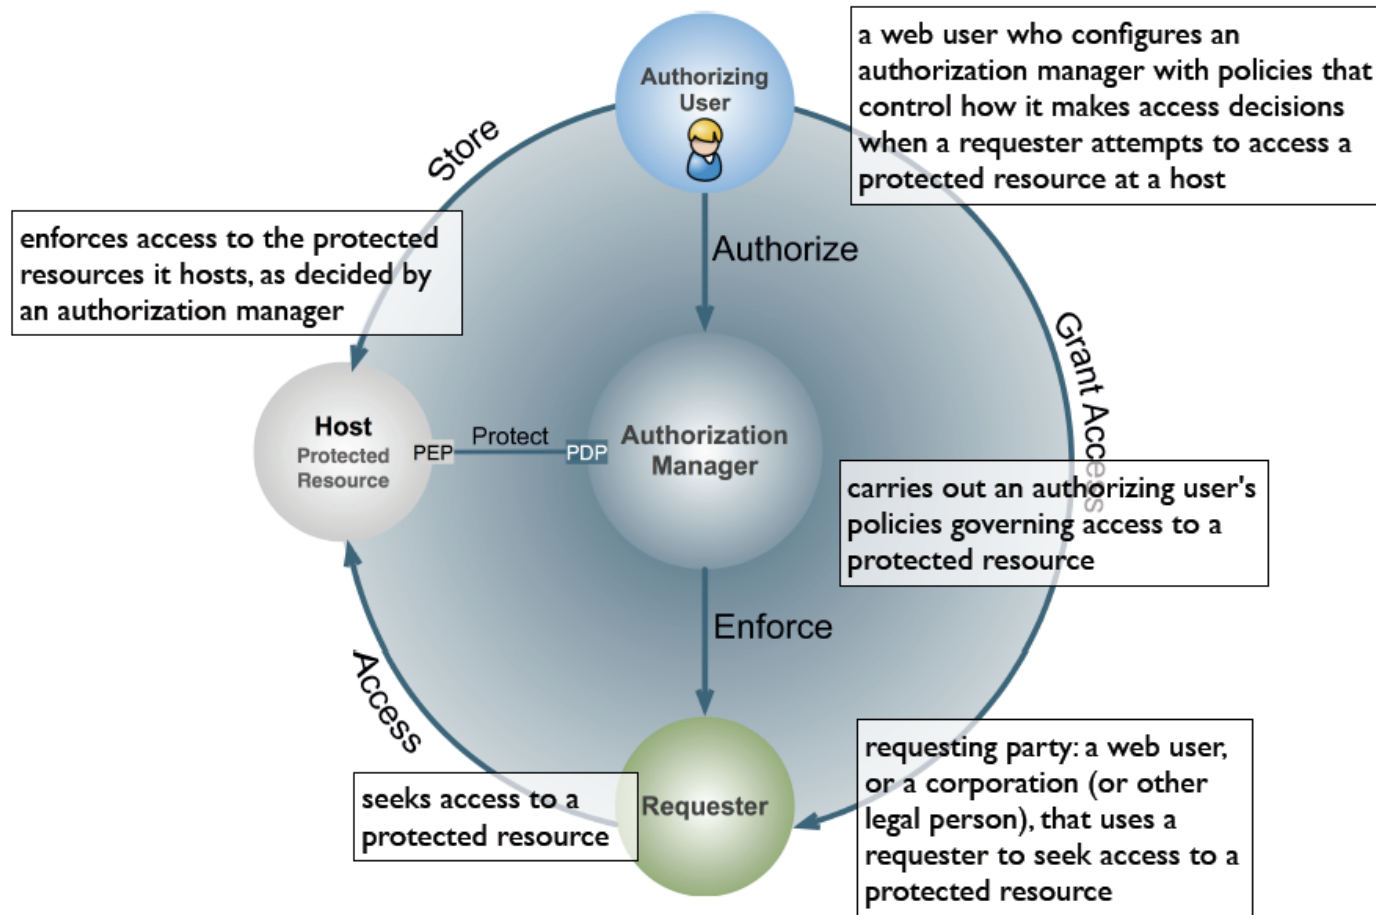 Authorizing
User
a web user who configures an
authorization manager with policies that
control how it makes access decisions
when a requester attempts to access a
protected resource at a host
Store
enforces access to the protected
resources it hosts, as decided by
an authorization manager
Authorize
Grant Access
Host
Protected
Resource
PEP
Protect
PDP
Authorization
Manager
carries out an authorizing user's
policies governing access to a
protected resource
Enforce
Access
seeks access to a
protected resource
Requester
requesting party: a web user,
or a corporation (or other
legal person), that uses a
requester to seek access to a
protected resource